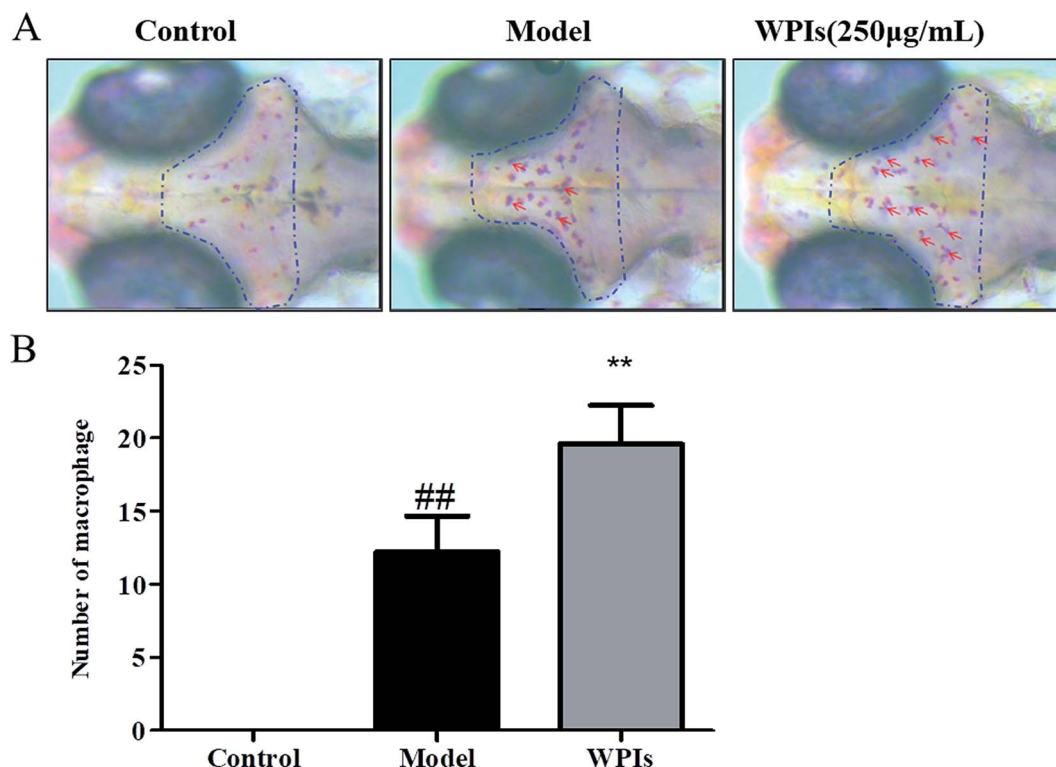 A
Control
Model
WPIs(250μg/mL)
B
Number of macrophage
25
20
15
10
5
0
##
**
Control
Model
WPIs